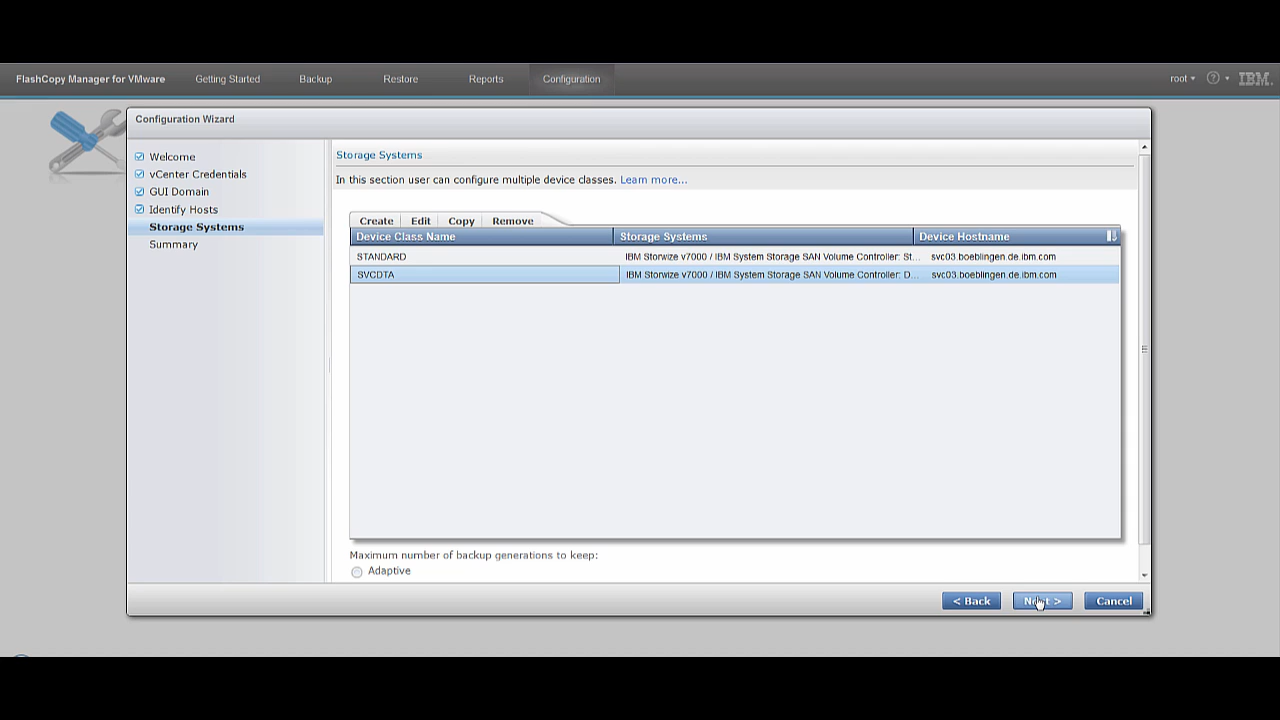 FlashCopy Manager for VMware Getting Started Backup Restore Reports Configuration root ? IBM.
Configuration Wizard
Welcome
vCenter Credentials
GUI Domain
Identify Hosts
Storage Systems
Summary
Storage Systems
In this section user can configure multiple device classes. Learn more...
Create Edit Copy Remove
Device Class Name Storage Systems Device Hostname
STANDARD IBM Storwize v7000 / IBM System Storage SAN Volume Controller: St... svc03.boeblingen.de.ibm.com
SVCDTA IBM Storwize v7000 / IBM System Storage SAN Volume Controller: D... svc03.boeblingen.de.ibm.com
Maximum number of backup generations to keep:
Adaptive
< Back Next > Cancel